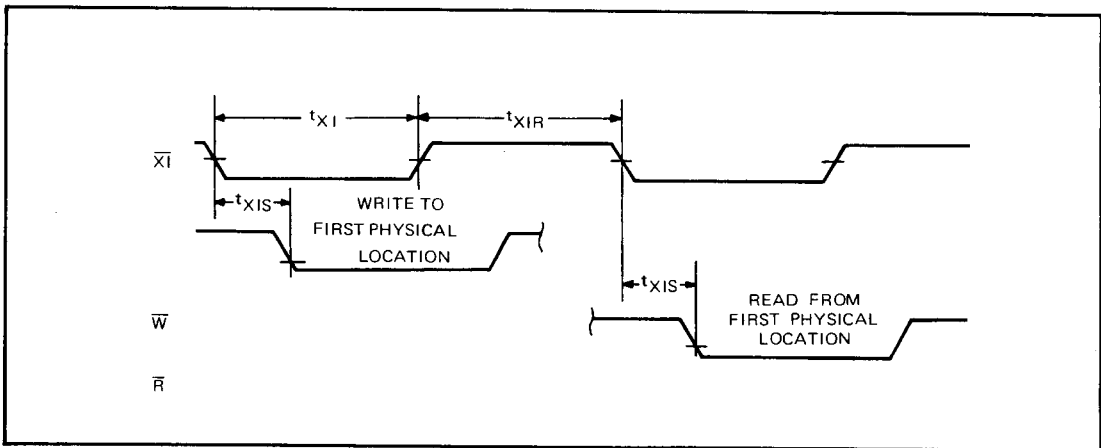 tXI
tXIR
XI
tXIS
WRITE TO
FIRST PHYSICAL
LOCATION
tXIS
READ FROM
FIRST PHYSICAL
LOCATION
W
R